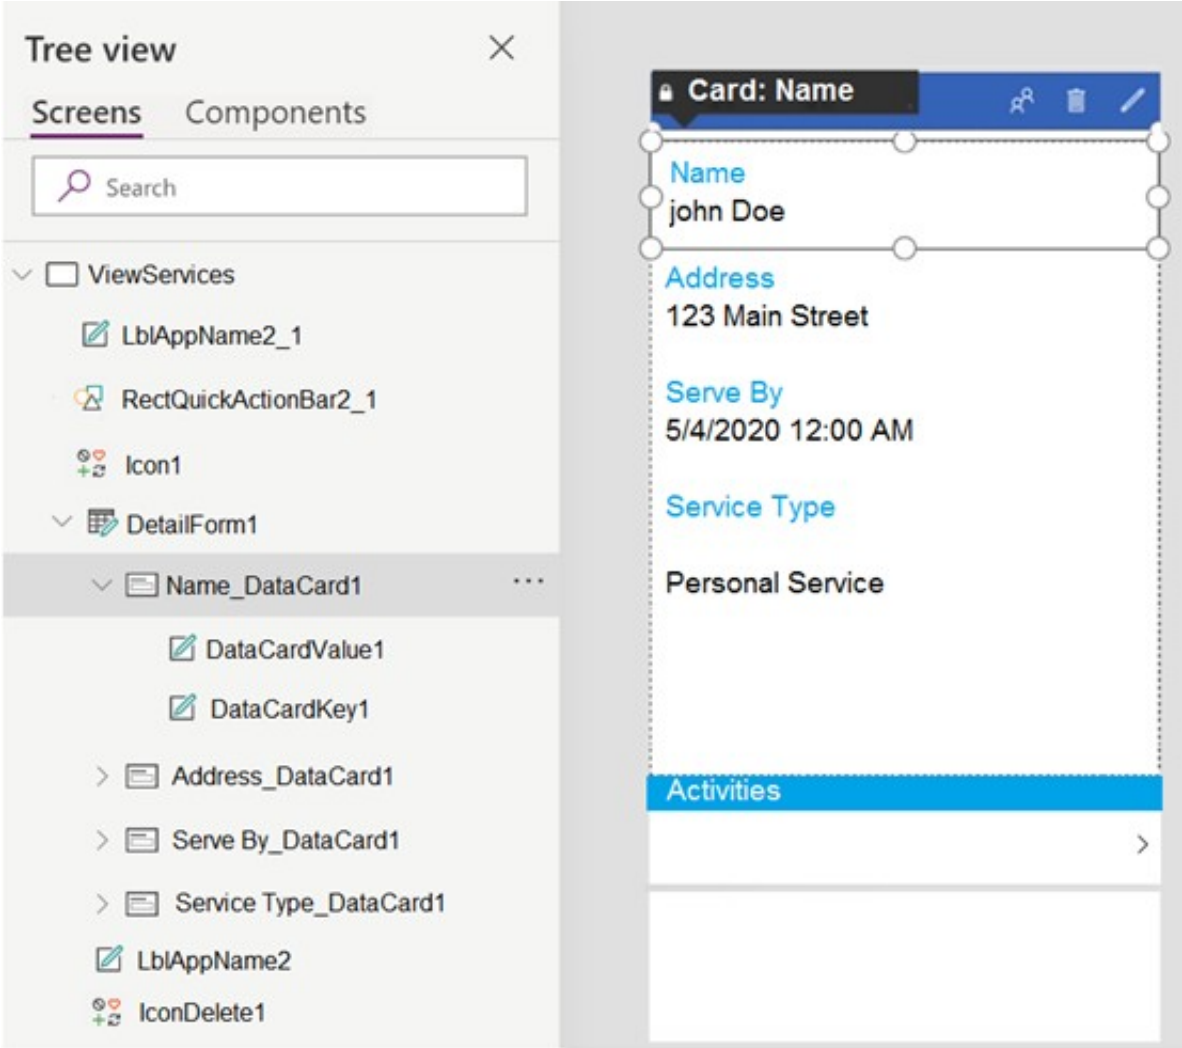 Tree view
Screens Components
Search
ViewServices
LblAppName2_1
RectQuickActionBar2_1
Icon1
DetailForm1
Name_DataCard1
DataCardValue1
DataCardKey1
Address_DataCard1
Serve By_DataCard1
Service Type_DataCard1
LblAppName2
IconDelete1
Card: Name
Name
john Doe
Address
123 Main Street
Serve By
5/4/2020 12:00 AM
Service Type
Personal Service
Activities